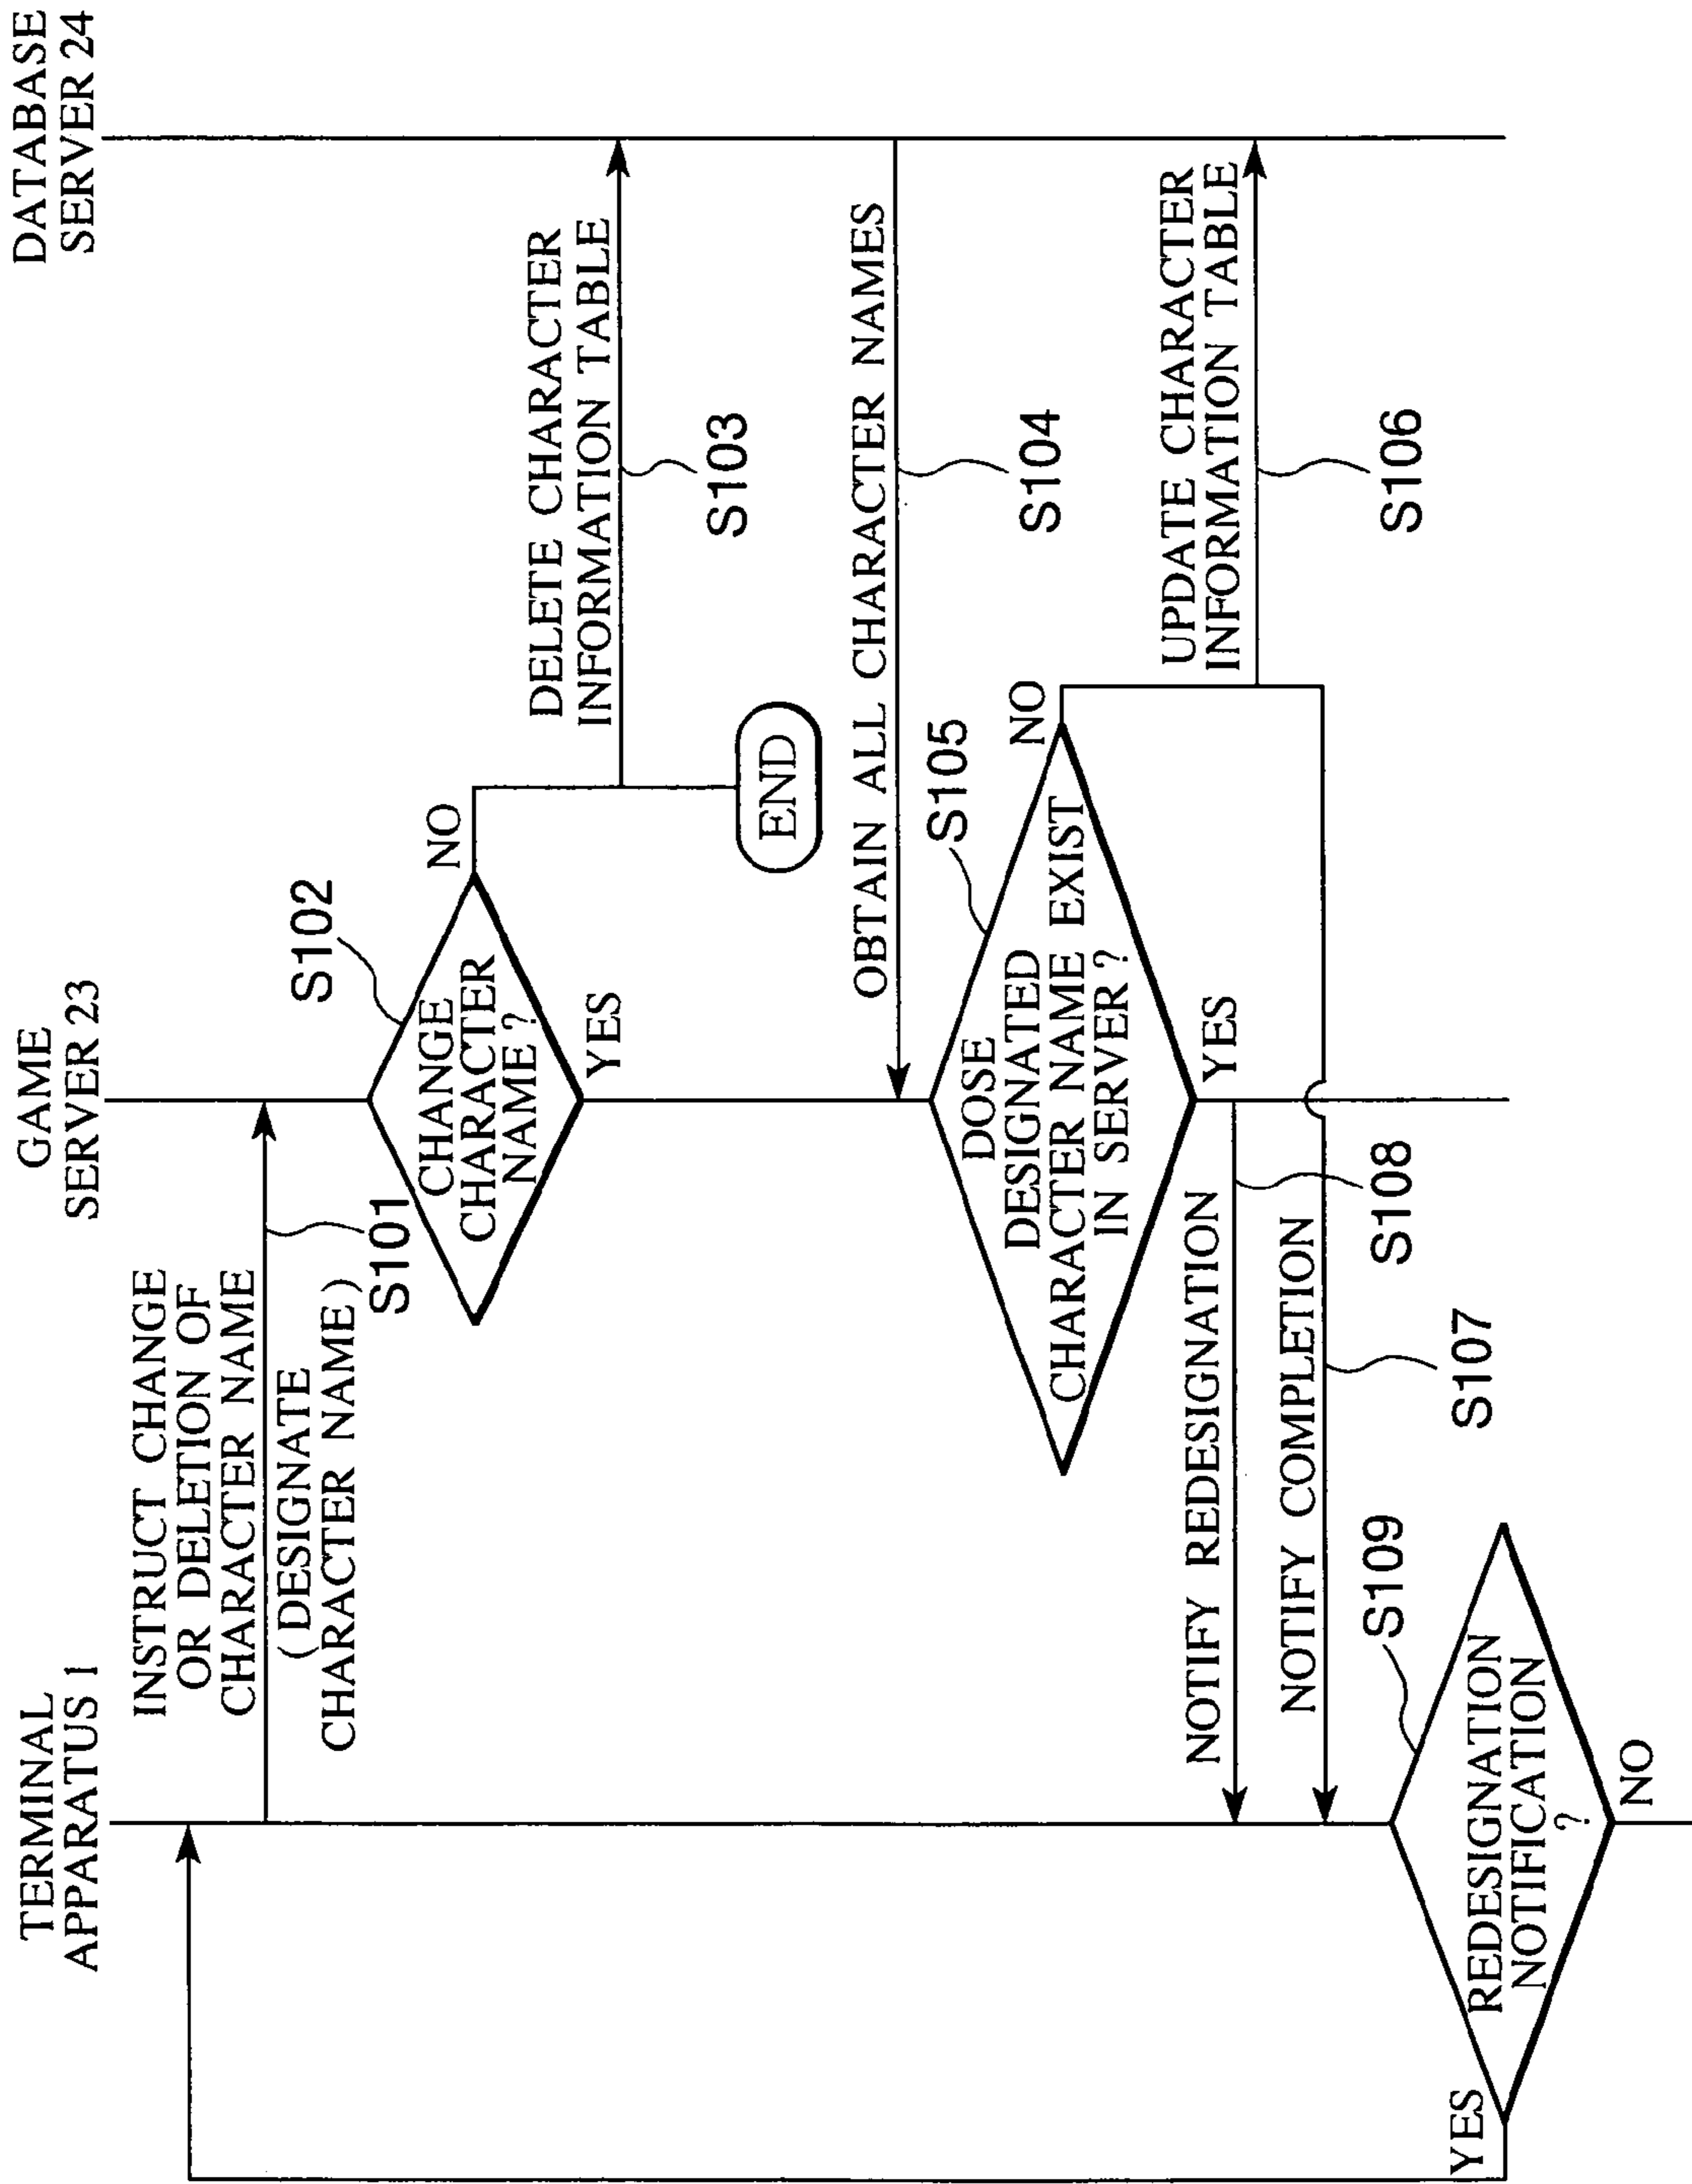 TERMINAL
APPARATUS 1
GAME
SERVER 23
DATABASE
SERVER 24
INSTRUCT CHANGE
OR DELETION OF
CHARACTER NAME
(DESIGNATE
CHARACTER NAME)
S101
S102
CHANGE
CHARACTER
NAME ?
NO
YES
DELETE CHARACTER
INFORMATION TABLE
S103
END
OBTAIN ALL CHARACTER NAMES
S104
S105
DOSE
DESIGNATED
CHARACTER NAME EXIST
IN SERVER ?
NO
YES
UPDATE CHARACTER
INFORMATION TABLE
S106
NOTIFY REDESIGNATION
S108
NOTIFY COMPLETION
S107
S109
REDESIGNATION
NOTIFICATION
?
YES
NO